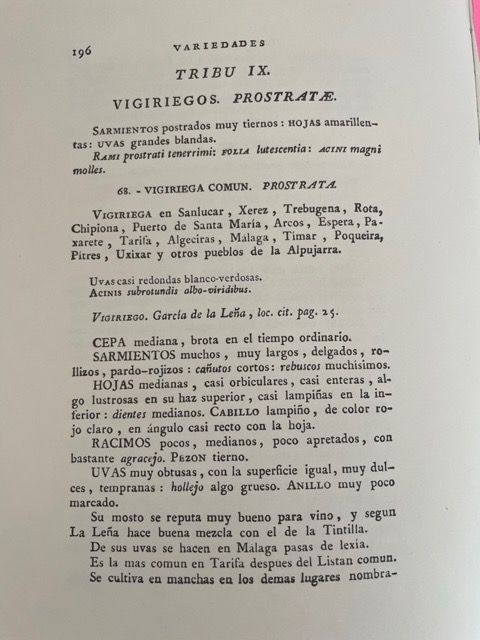 196
VARIEDADES
TRIBU IX.
VIGIRIEGOS. PROSTRATÆ.
SARMIENTOS postrados muy tiernos : HOJAS amarillen-
tas : UVAS grandes blandas.
RAMI prostrati tenerrimi: FOLIA lutescentia: ACINI magni
molles.
68. - VIGIRIEGA COMUN. PROSTRATA.
VIGIRIEGA en Sanlucar , Xerez , Trebugena , Rota,
Chipiona , Puerto de Santa María , Arcos , Espera , Pa-
xarete , Tarifa , Algeciras , Málaga , Timar , Poqueira,
Pitres , Uxixar y otros pueblos de la Alpujarra.
UVAS casi redondas blanco-verdosas.
ACINIS subrotundis albo-viridibus.
VIGIRIEGO. García de la Leña , loc. cit. pag. 25.
CEPA mediana, brota en el tiempo ordinario.
SARMIENTOS muchos , muy largos , delgados , ro-
llizos , pardo-rojizos : cañutos cortos: rebuscos muchísimos.
HOJAS medianas , casi orbiculares , casi enteras , al-
go lustrosas en su haz superior , casi lampiñas en la in-
ferior : dientes medianos. CABILLO lampiño , de color ro-
jo claro , en ángulo casi recto con la hoja.
RACIMOS pocos , medianos , poco apretados , con
bastante agracejo. PEZON tierno.
UVAS muy obtusas , con la superficie igual, muy dul-
ces , tempranas : hollejo algo grueso. ANILLO muy poco
marcado.
Su mosto se reputa muy bueno para vino , y segun
La Leña hace buena mezcla con el de la Tintilla.
De sus uvas se hacen en Málaga pasas de lexia.
Es la mas comun en Tarifa despues del Listan comun.
Se cultiva en manchas en los demas lugares nombra-